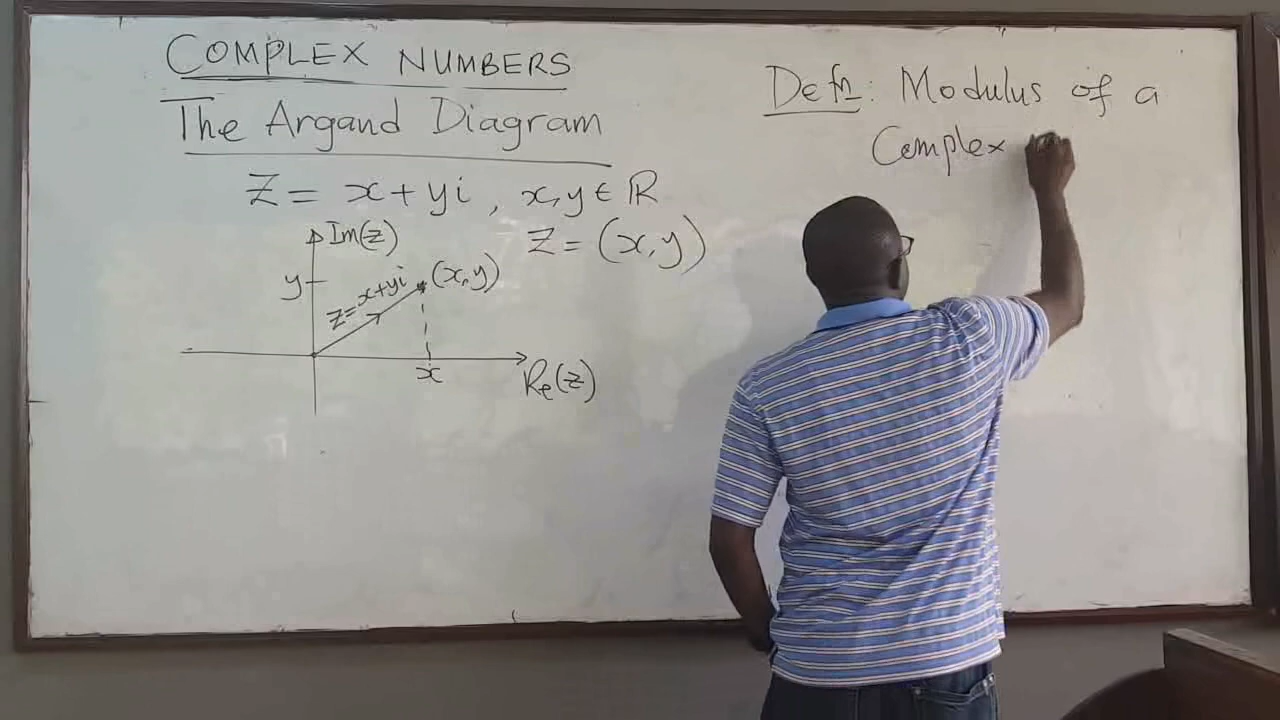 COMPLEX NUMBERS
The Argand Diagram
Z = x + yi , x, y ∈ ℝ
Im(z)
Z = (x, y)
y
z = x+yi
(x, y)
x
Re(z)
Defn: Modulus of a
Complex